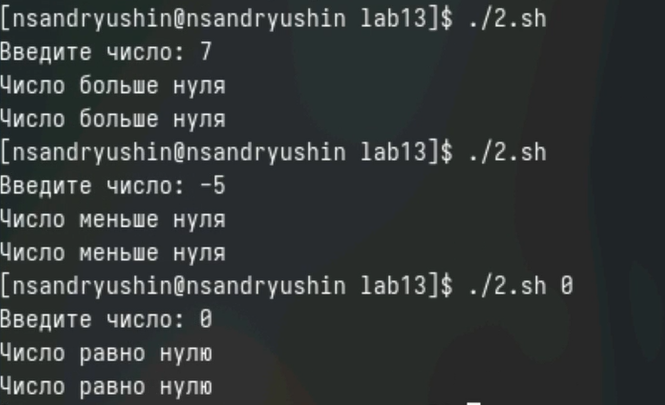 [nsandryushin@nsandryushin lab13]$ ./2.sh
Введите число: 7
Число больше нуля
Число больше нуля
[nsandryushin@nsandryushin lab13]$ ./2.sh
Введите число: -5
Число меньше нуля
Число меньше нуля
[nsandryushin@nsandryushin lab13]$ ./2.sh 0
Введите число: 0
Число равно нулю
Число равно нулю